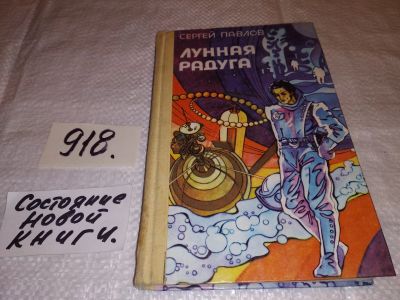 СЕРГЕЙ ПАВЛОВ
ЛУННАЯ
РАДУГА
918.
Состояние
новой
книги.